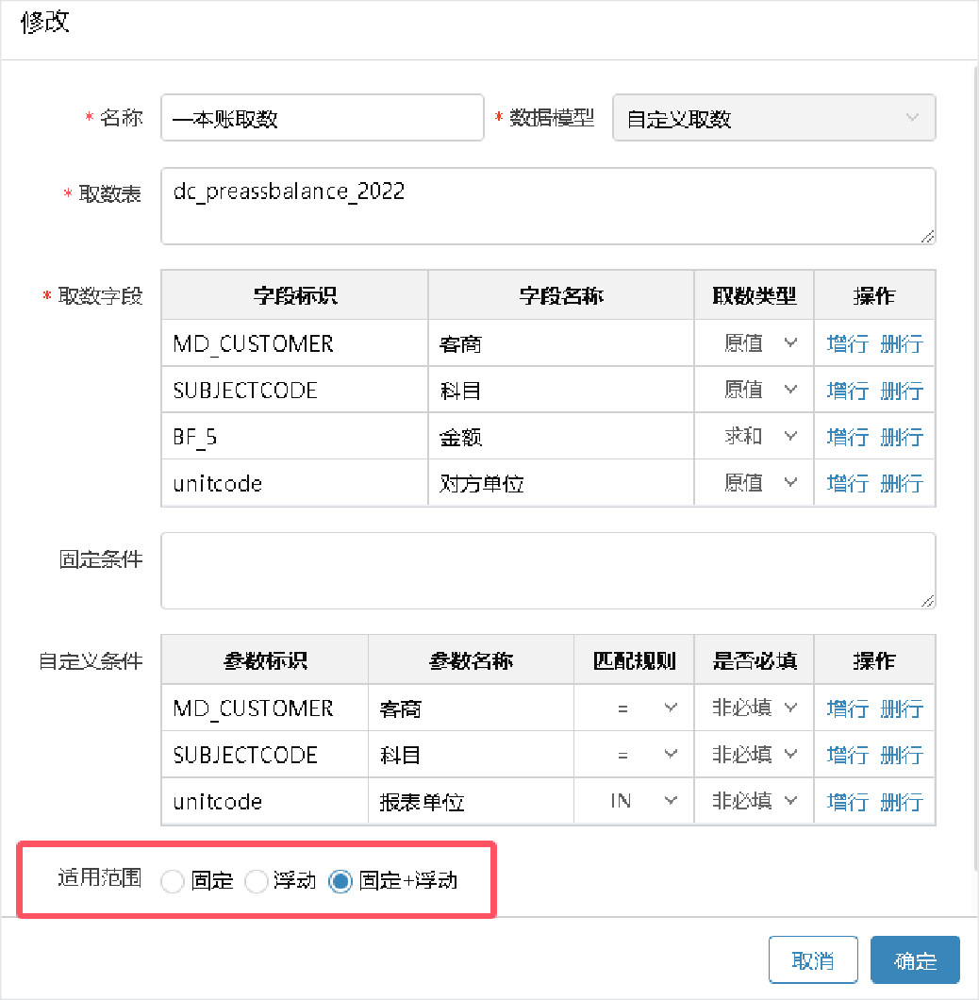 修改
* 名称 一本账取数 * 数据模型 自定义取数
* 取数表 dc_preassbalance_2022
* 取数字段 字段标识 字段名称 取数类型 操作
MD_CUSTOMER 客商 原值 增行 删行
SUBJECTCODE 科目 原值 增行 删行
BF_5 金额 求和 增行 删行
unitcode 对方单位 原值 增行 删行
固定条件
自定义条件 参数标识 参数名称 匹配规则 是否必填 操作
MD_CUSTOMER 客商 = 非必填 增行 删行
SUBJECTCODE 科目 = 非必填 增行 删行
unitcode 报表单位 IN 非必填 增行 删行
适用范围 固定 浮动 固定+浮动
取消 确定